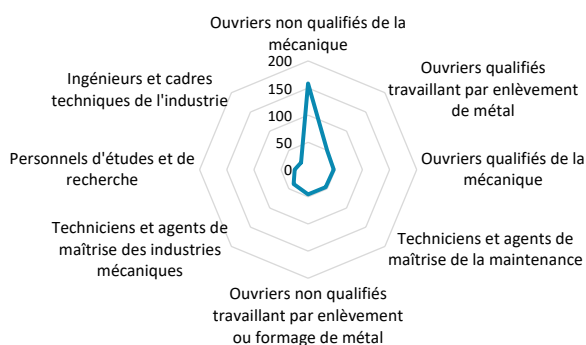 Ouvriers non qualifiés de la
mécanique
Ouvriers qualifiés
travaillant par enlèvement
de métal
Ouvriers qualifiés de la
mécanique
Techniciens et agents de
maîtrise de la maintenance
Ouvriers non qualifiés
travaillant par enlèvement
ou formage de métal
Techniciens et agents de
maîtrise des industries
mécaniques
Personnels d'études et de
recherche
Ingénieurs et cadres
techniques de l'industrie
200
150
100
50
0